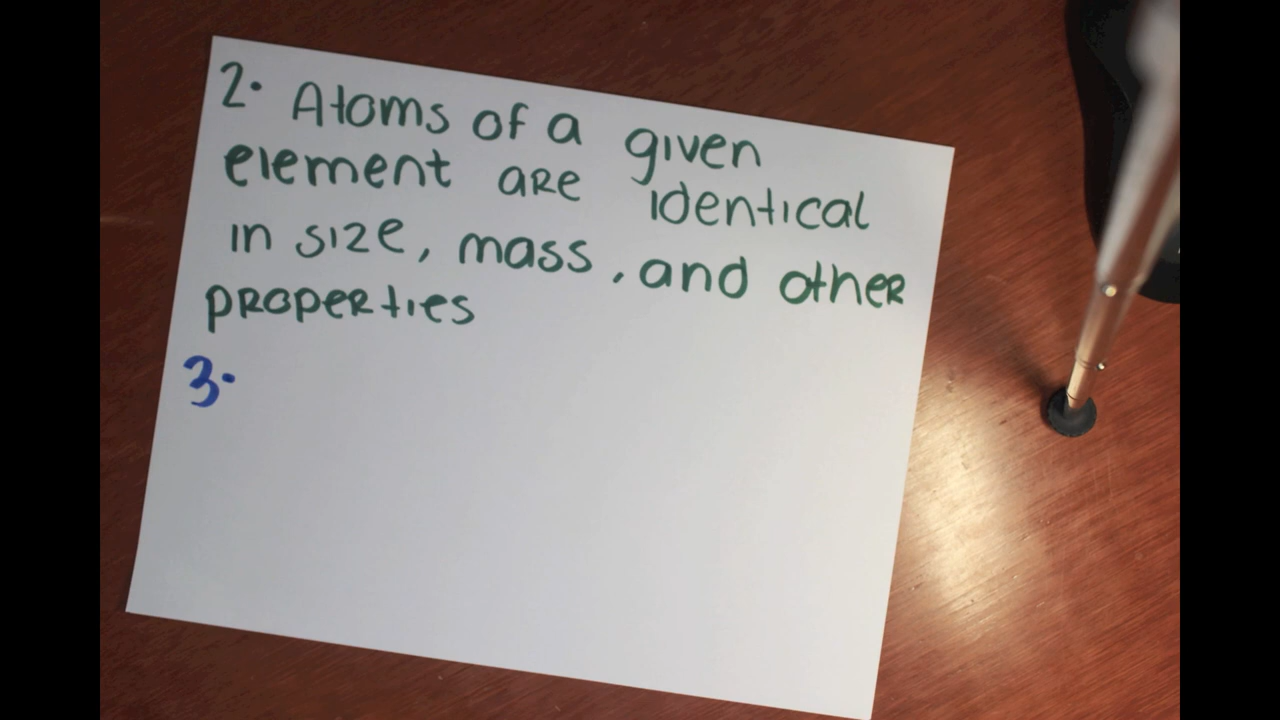 2. Atoms of a given
element are identical
in size, mass, and other
properties
3.